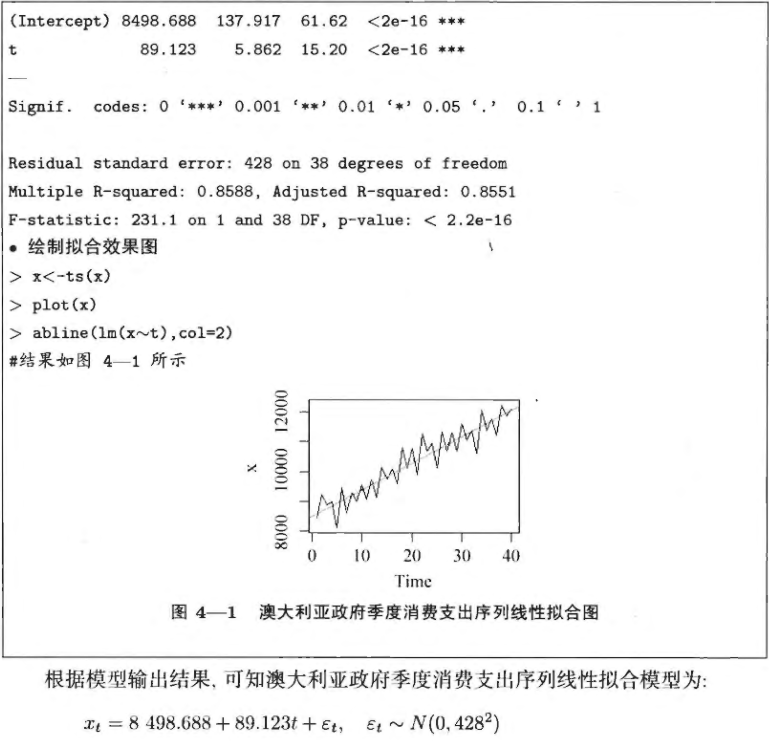 (Intercept) 8498.688 137.917 61.62 <2e-16 ***
t 89.123 5.862 15.20 <2e-16 ***
—
Signif. codes: 0 ‘***’ 0.001 ‘**’ 0.01 ‘*’ 0.05 ‘.’ 0.1 ‘ ’ 1
Residual standard error: 428 on 38 degrees of freedom
Multiple R-squared: 0.8588, Adjusted R-squared: 0.8551
F-statistic: 231.1 on 1 and 38 DF, p-value: < 2.2e-16
• 绘制拟合效果图
> x<-ts(x)
> plot(x)
> abline(lm(x~t),col=2)
#结果如图 4—1 所示
12000
10000
8000
x
0 10 20 30 40
Time
图 4—1 澳大利亚政府季度消费支出序列线性拟合图
根据模型输出结果, 可知澳大利亚政府季度消费支出序列线性拟合模型为:
xₜ = 8 498.688 + 89.123t + εₜ, εₜ ~ N(0, 428²)